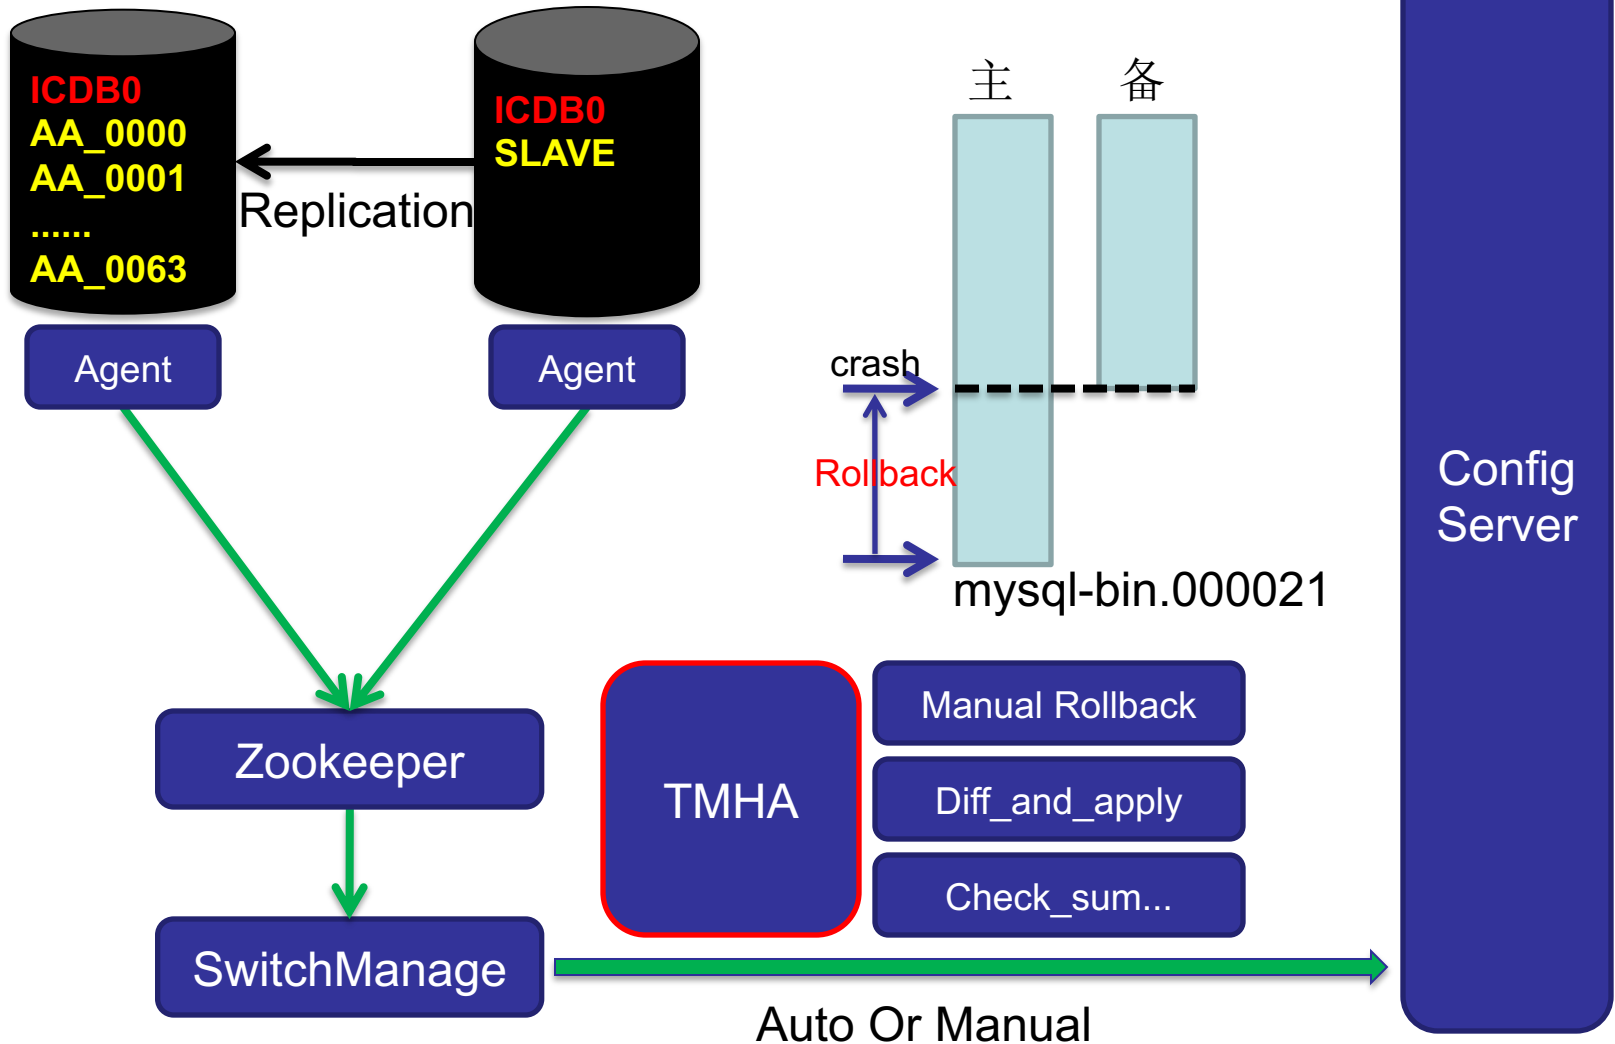 ICDB0
AA_0000
AA_0001
......
AA_0063
Replication
ICDB0
SLAVE
Agent
Agent
主
备
crash
Rollback
mysql-bin.000021
Config
Server
Zookeeper
TMHA
Manual Rollback
Diff_and_apply
Check_sum...
SwitchManage
Auto Or Manual